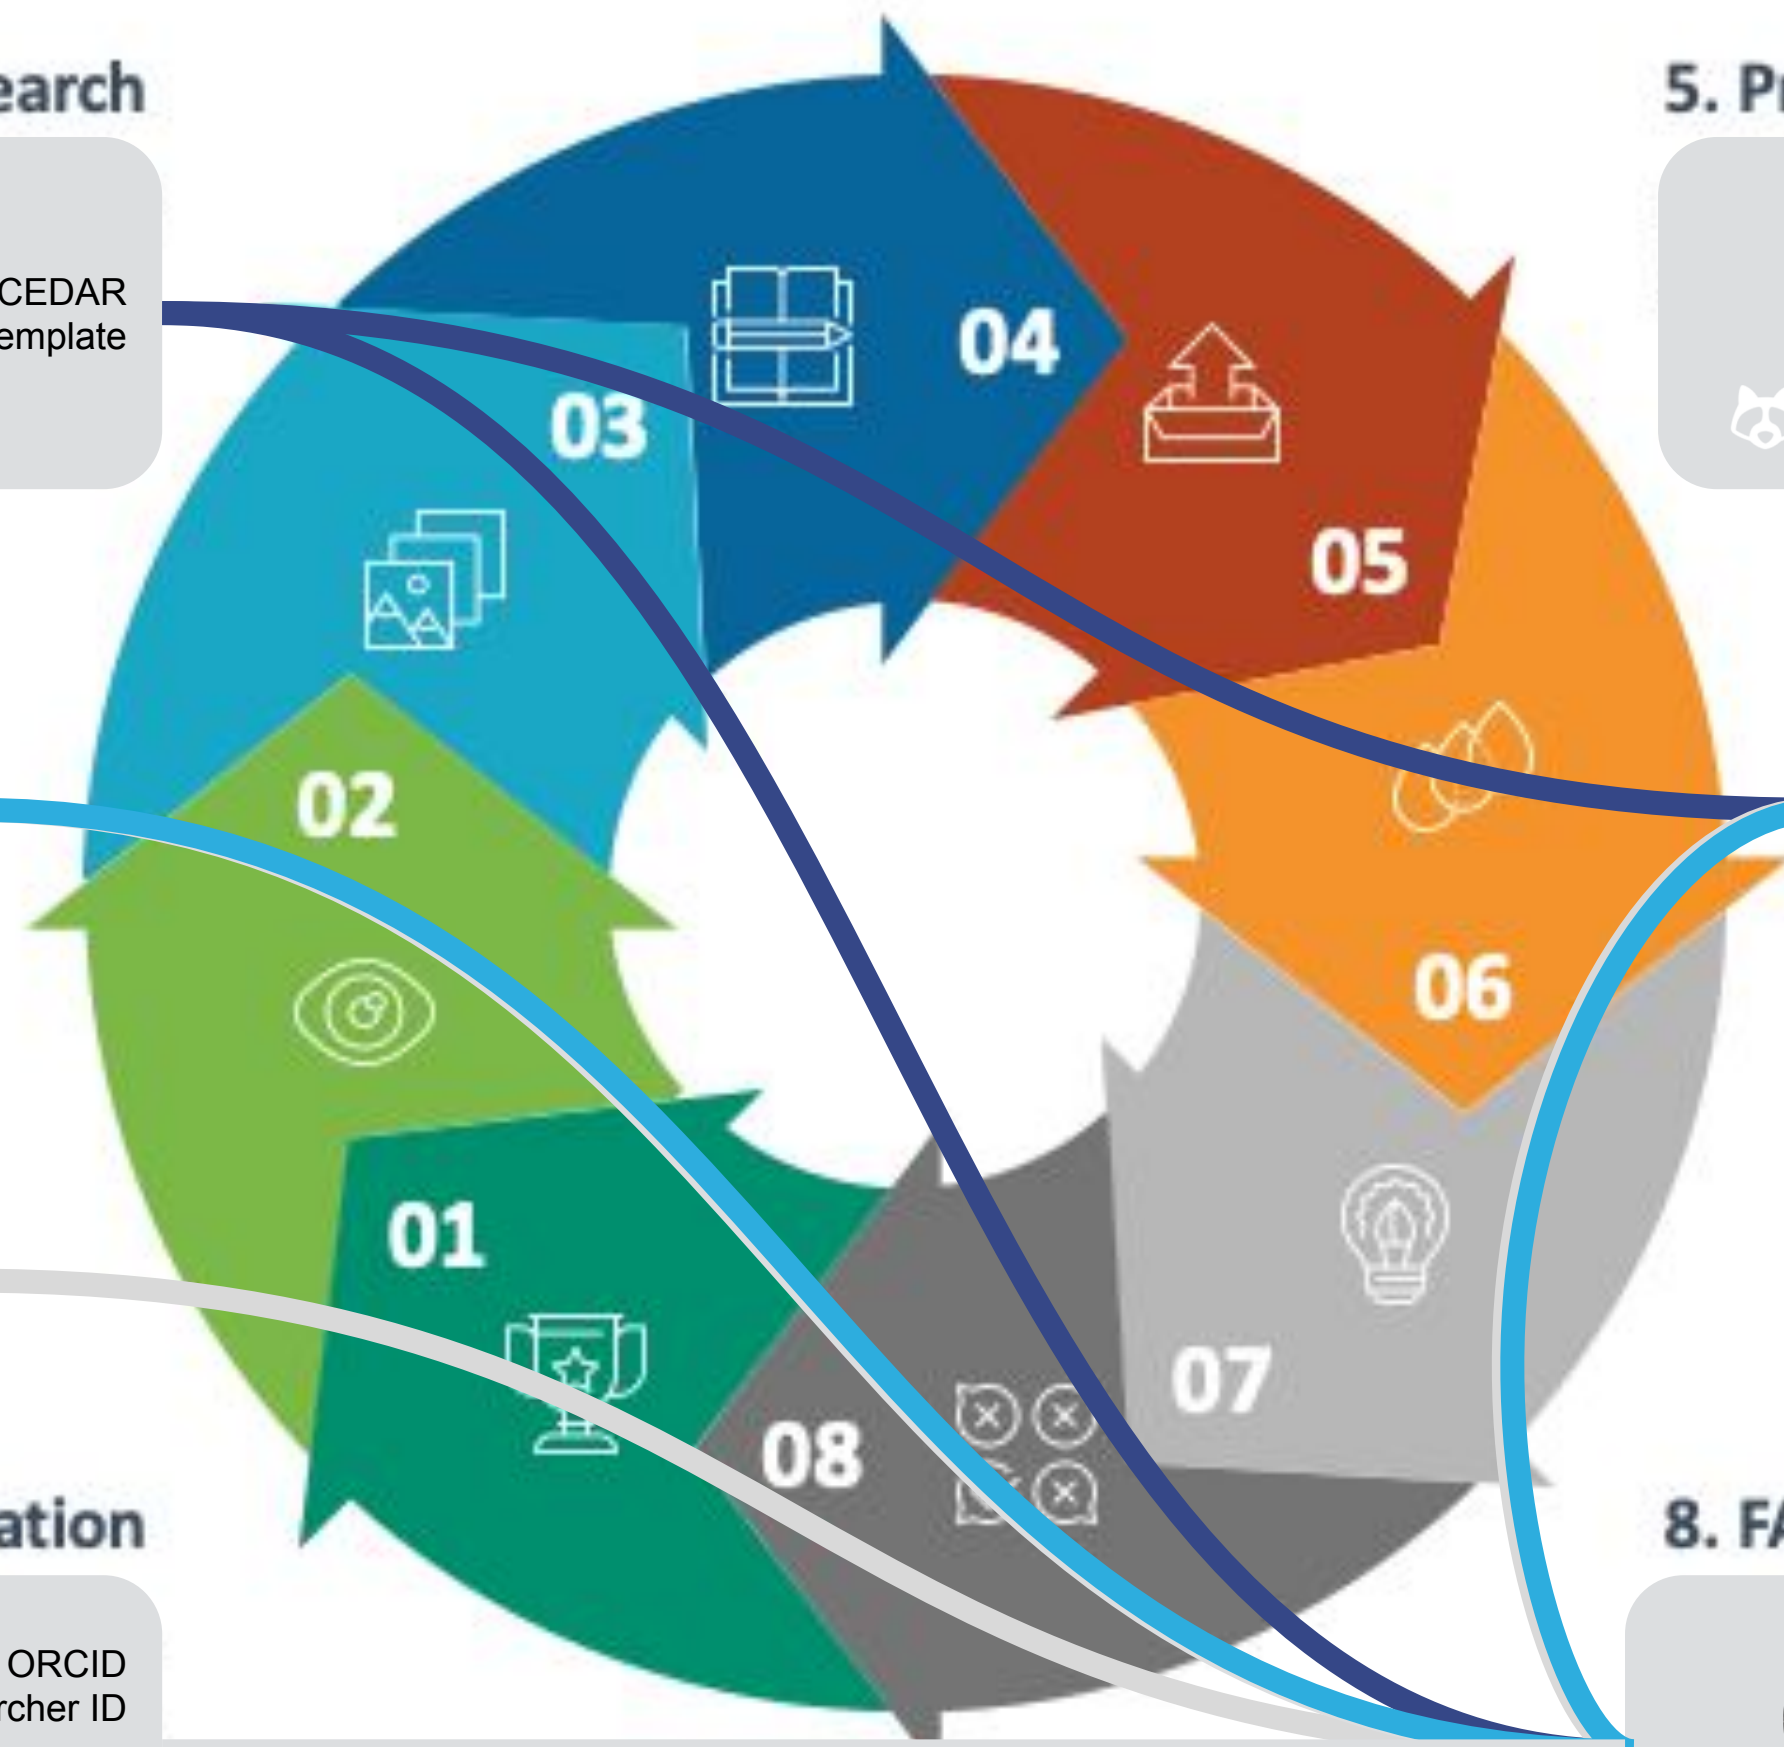 earch
5. Pr
CEDAR
emplate
04
03
05
02
06
01
07
08
ation
8. FA
ORCID
rcher ID